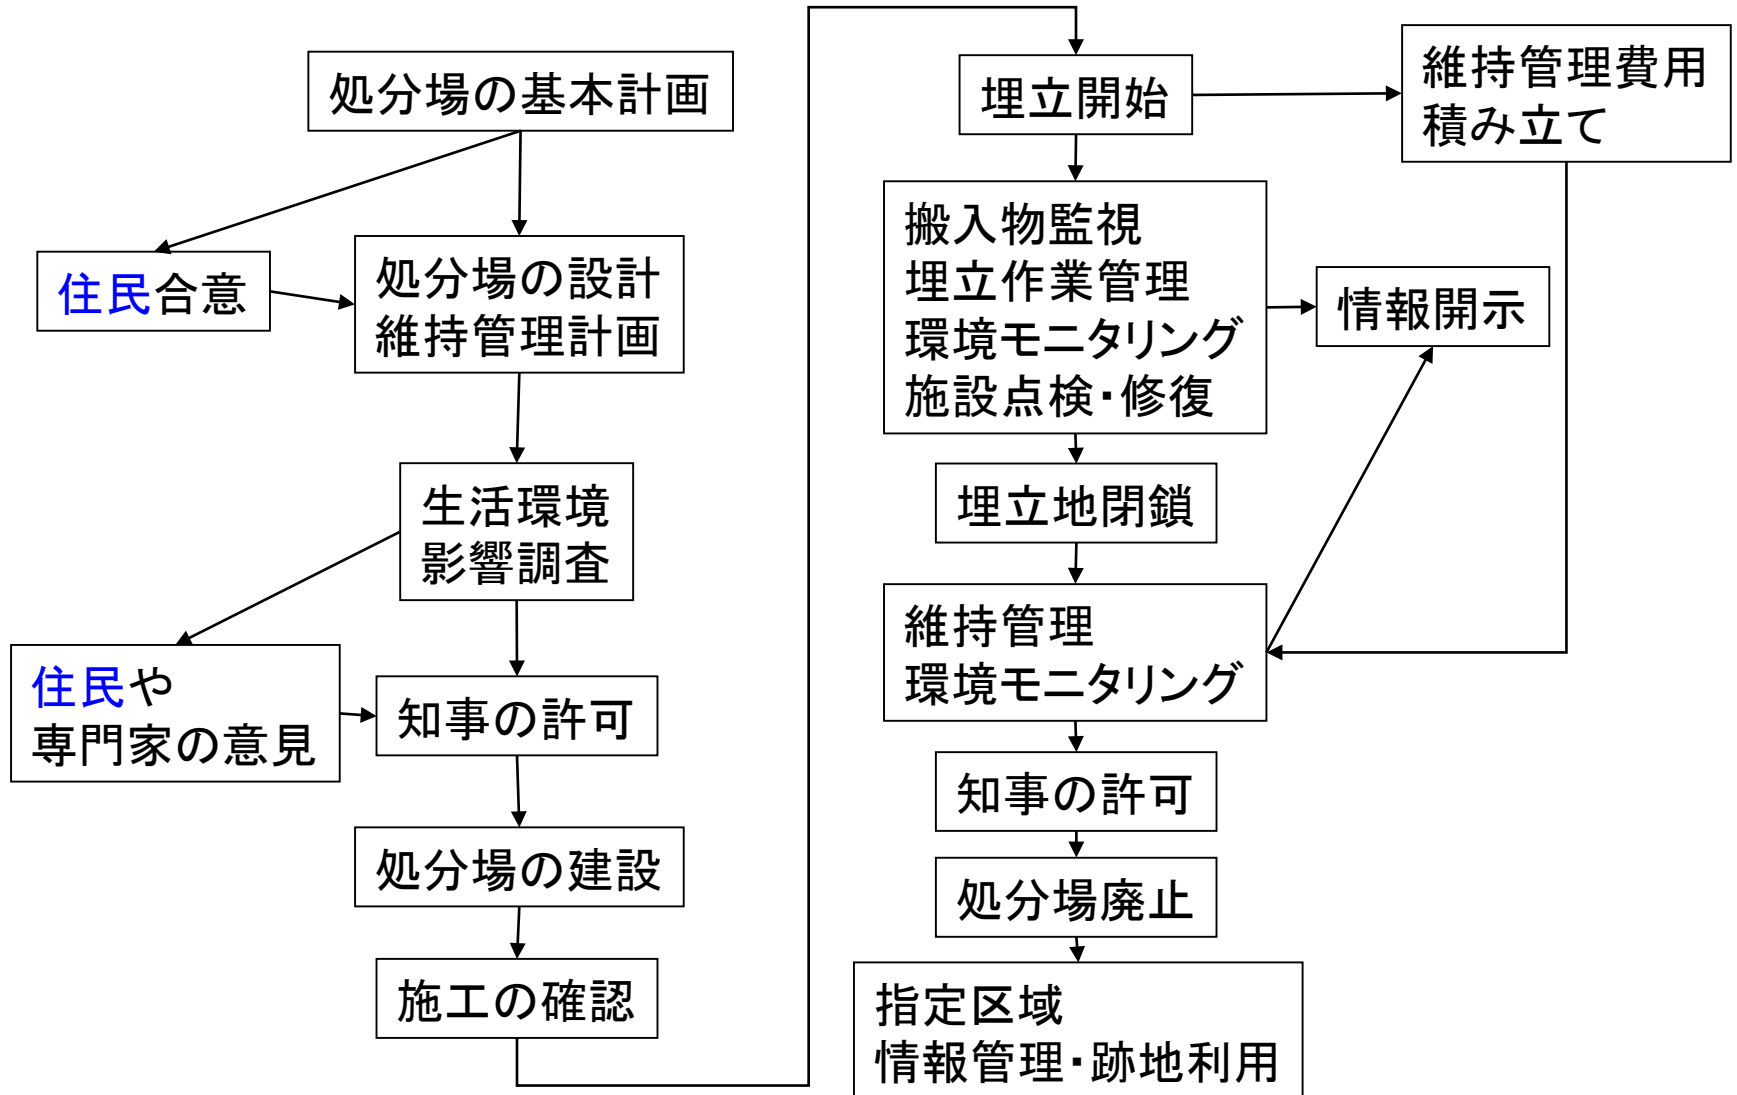 処分場の基本計画
住民合意
処分場の設計
維持管理計画
生活環境
影響調査
住民や
専門家の意見
知事の許可
処分場の建設
施工の確認
埋立開始
維持管理費用
積み立て
搬入物監視
埋立作業管理
環境モニタリング
施設点検・修復
情報開示
埋立地閉鎖
維持管理
環境モニタリング
知事の許可
処分場廃止
指定区域
情報管理・跡地利用